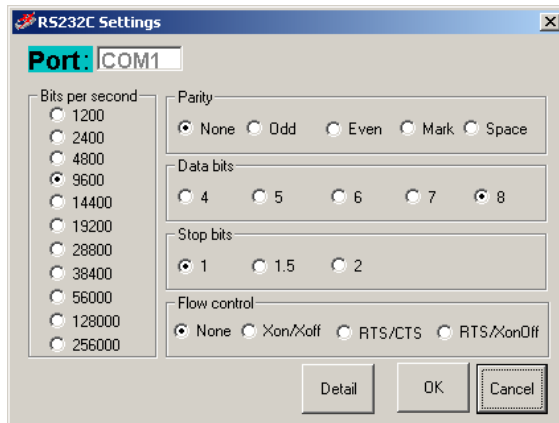 RS232C Settings
Port: COM1
Bits per second
1200
2400
4800
9600
14400
19200
28800
38400
56000
128000
256000
Parity
None Odd Even Mark Space
Data bits
4 5 6 7 8
Stop bits
1 1.5 2
Flow control
None Xon/Xoff RTS/CTS RTS/XonOff
Detail OK Cancel